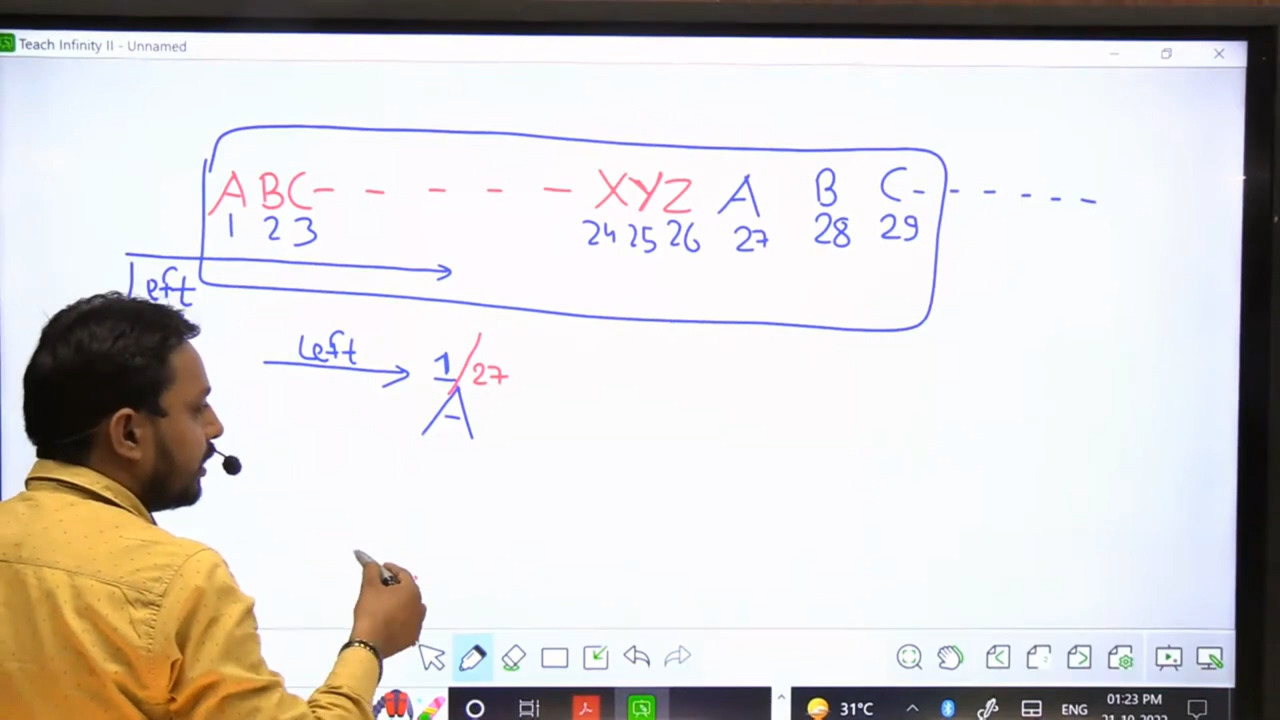 Teach Infinity II - Unnamed
A B C - - - - - X Y Z A B C - - - - - -
1 2 3 24 25 26 27 28 29
Left
Left 1/27
A
31°C ENG 01:23 PM